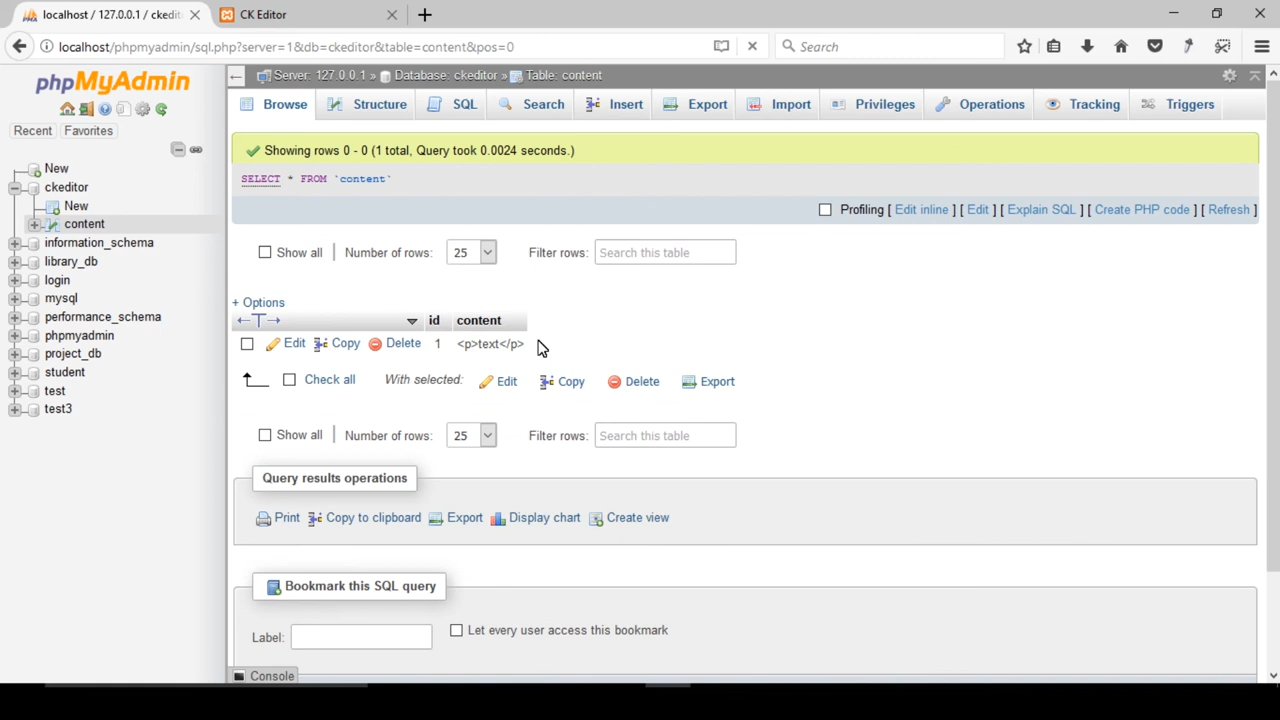 localhost / 127.0.0.1 / ckedit
CK Editor
localhost/phpmyadmin/sql.php?server=1&db=ckeditor&table=content&pos=0
Search
phpMyAdmin
Recent
Favorites
New
ckeditor
New
content
information_schema
library_db
login
mysql
performance_schema
phpmyadmin
project_db
student
test
test3
Server: 127.0.0.1 » Database: ckeditor » Table: content
Browse
Structure
SQL
Search
Insert
Export
Import
Privileges
Operations
Tracking
Triggers
Showing rows 0 - 0 (1 total, Query took 0.0024 seconds.)
SELECT * FROM `content`
Profiling [ Edit inline ] [ Edit ] [ Explain SQL ] [ Create PHP code ] [ Refresh ]
Show all
Number of rows: 25
Filter rows: Search this table
+ Options
id
content
Edit Copy Delete 1 <p>text</p>
Check all With selected: Edit Copy Delete Export
Show all
Number of rows: 25
Filter rows: Search this table
Query results operations
Print Copy to clipboard Export Display chart Create view
Bookmark this SQL query
Label:
Let every user access this bookmark
Console